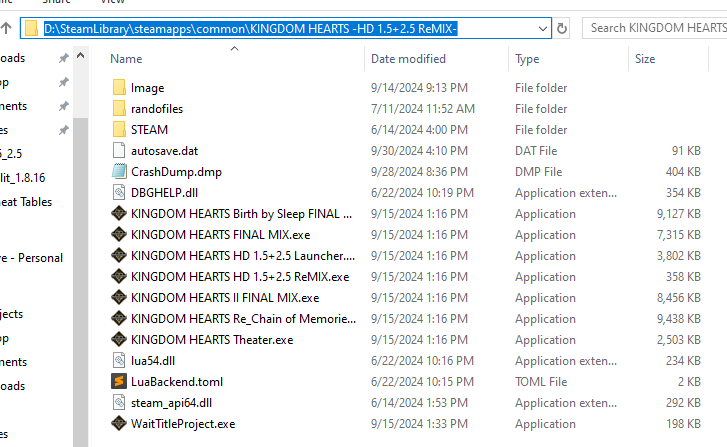 File
Share
View
D:\SteamLibrary\steamapps\common\KINGDOM HEARTS -HD 1.5+2.5 ReMIX-
Search KINGDOM HEARTS
Name Date modified Type Size
Image 9/14/2024 9:13 PM File folder
randofiles 7/11/2024 11:52 AM File folder
STEAM 6/14/2024 4:00 PM File folder
autosave.dat 9/30/2024 4:10 PM DAT File 91 KB
CrashDump.dmp 9/28/2024 8:36 PM DMP File 404 KB
DBGHELP.dll 6/22/2024 10:19 PM Application exten... 354 KB
KINGDOM HEARTS Birth by Sleep FINAL ... 9/15/2024 1:16 PM Application 9,127 KB
KINGDOM HEARTS FINAL MIX.exe 9/15/2024 1:16 PM Application 7,315 KB
KINGDOM HEARTS HD 1.5+2.5 Launcher.... 9/15/2024 1:16 PM Application 3,802 KB
KINGDOM HEARTS HD 1.5+2.5 ReMIX.exe 9/15/2024 1:16 PM Application 358 KB
KINGDOM HEARTS II FINAL MIX.exe 9/15/2024 1:16 PM Application 8,456 KB
KINGDOM HEARTS Re_Chain of Memorie... 9/15/2024 1:16 PM Application 9,438 KB
KINGDOM HEARTS Theater.exe 9/15/2024 1:16 PM Application 2,503 KB
lua54.dll 6/22/2024 10:16 PM Application exten... 234 KB
LuaBackend.toml 6/22/2024 10:15 PM TOML File 2 KB
steam_api64.dll 6/14/2024 1:53 PM Application exten... 292 KB
WaitTitleProject.exe 9/15/2024 1:33 PM Application 198 KB
loads
op
ments
es
5_2.5
lit_1.8.16
eat Tables
ve - Personal
jects
op
ments
loads
es